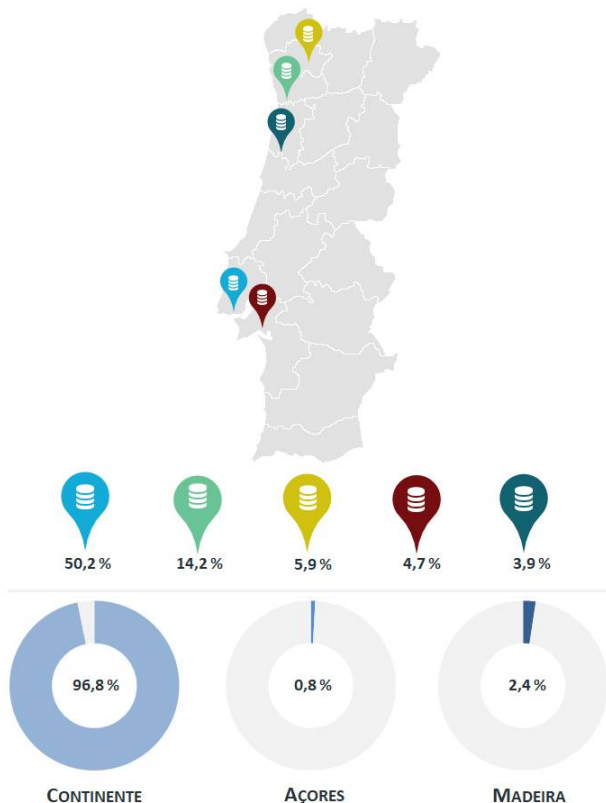 50,2 %
14,2 %
5,9 %
4,7 %
3,9 %
96,8 %
0,8 %
2,4 %
CONTINENTE
AÇORES
MADEIRA